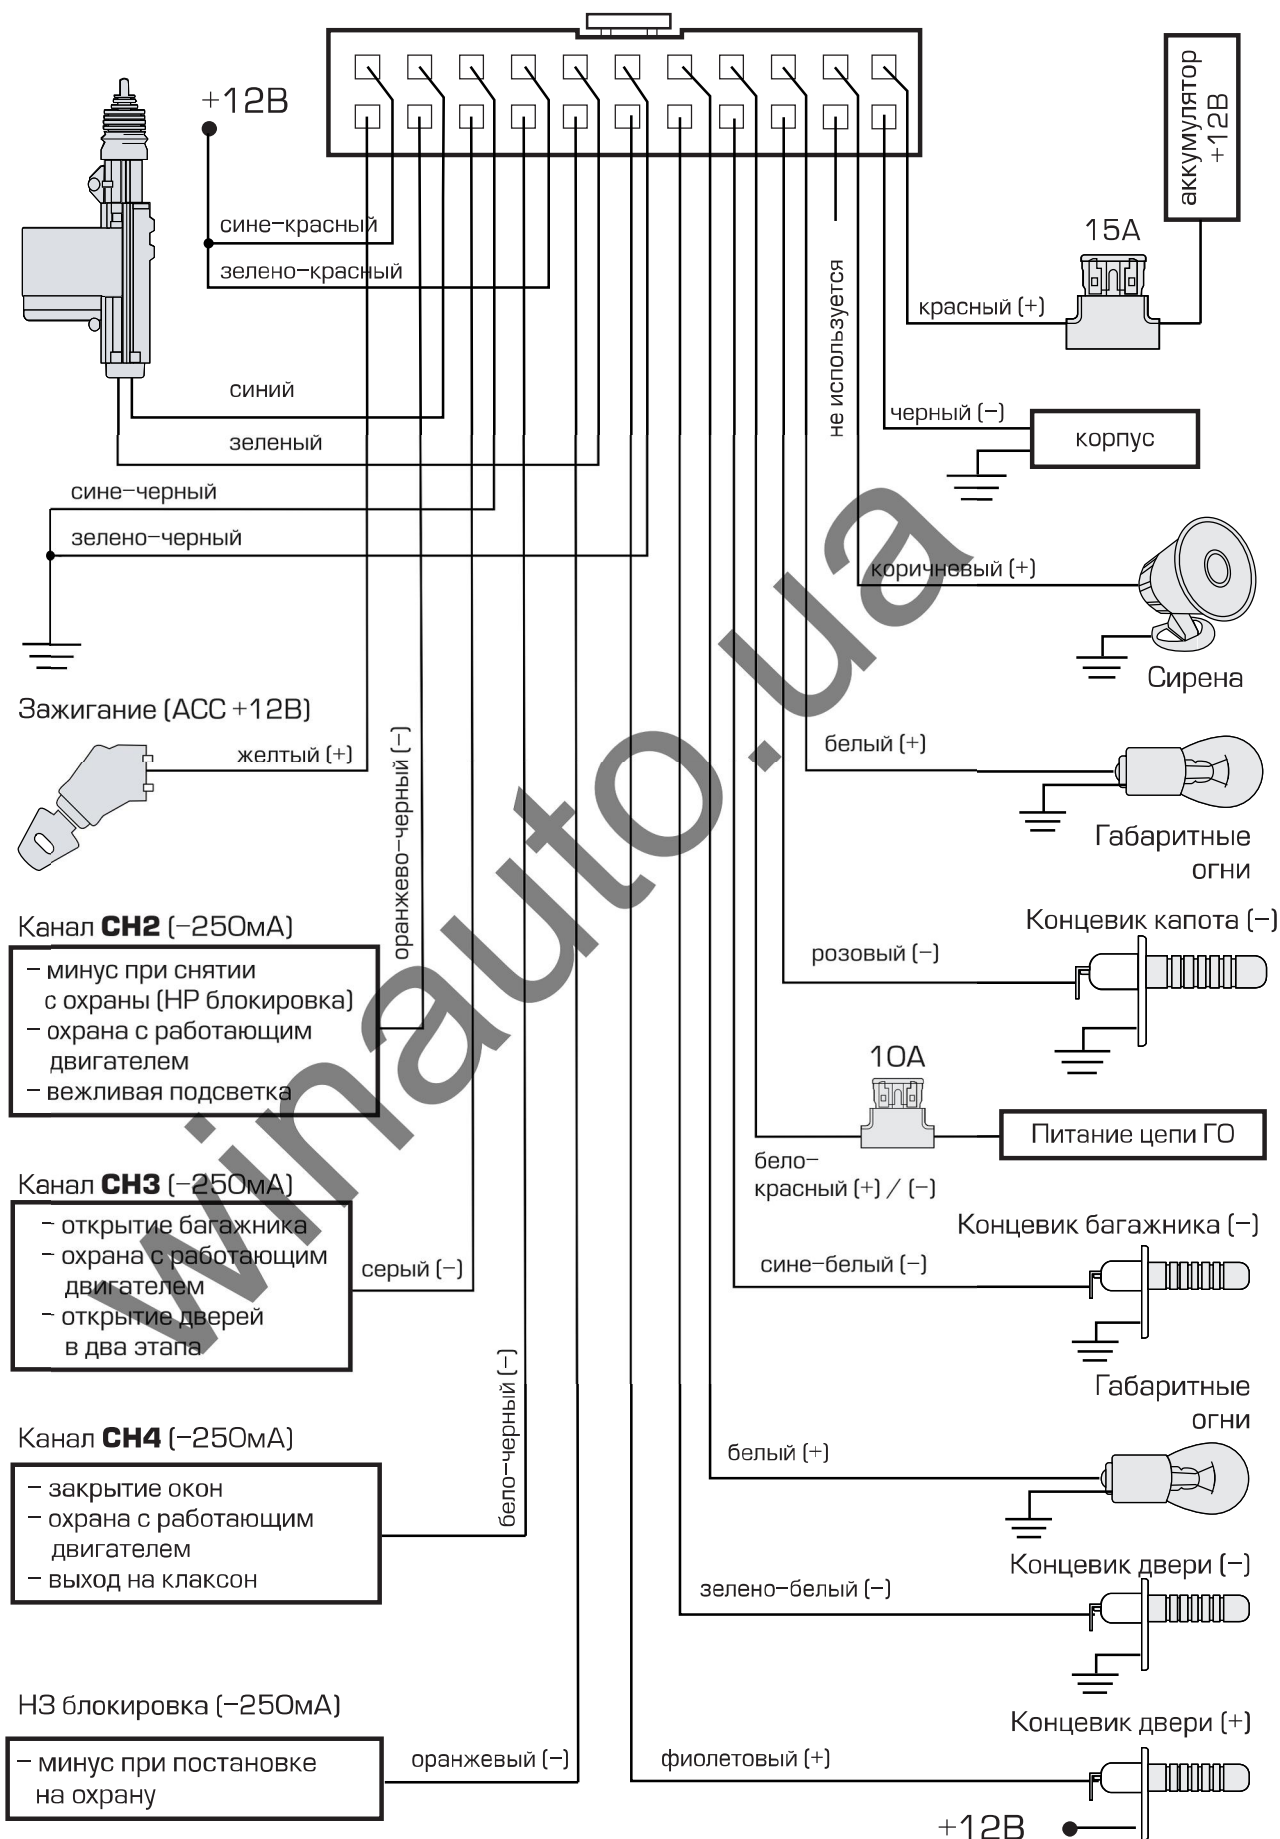 +12В
аккумулятор
+12В
15А
сине-красный
зелено-красный
не используется
красный (+)
синий
зеленый
черный (-)
корпус
сине-черный
зелено-черный
коричневый (+)
Сирена
Зажигание (АСС +12В)
желтый (+)
оранжево-черный (-)
белый (+)
Габаритные
огни
Канал СН2 (-250мА)
- минус при снятии
с охраны (НР блокировка)
- охрана с работающим
двигателем
- вежливая подсветка
Концевик капота (-)
розовый (-)
10А
Питание цепи ГО
бело-
красный (+) / (-)
Канал СН3 (-250мА)
- открытие багажника
- охрана с работающим
двигателем
- открытие дверей
в два этапа
серый (-)
Концевик багажника (-)
сине-белый (-)
бело-черный (-)
Габаритные
огни
Канал СН4 (-250мА)
- закрытие окон
- охрана с работающим
двигателем
- выход на клаксон
белый (+)
Концевик двери (-)
зелено-белый (-)
НЗ блокировка (-250мА)
- минус при постановке
на охрану
оранжевый (-)
Концевик двери (+)
фиолетовый (+)
+12В
winauto.ua